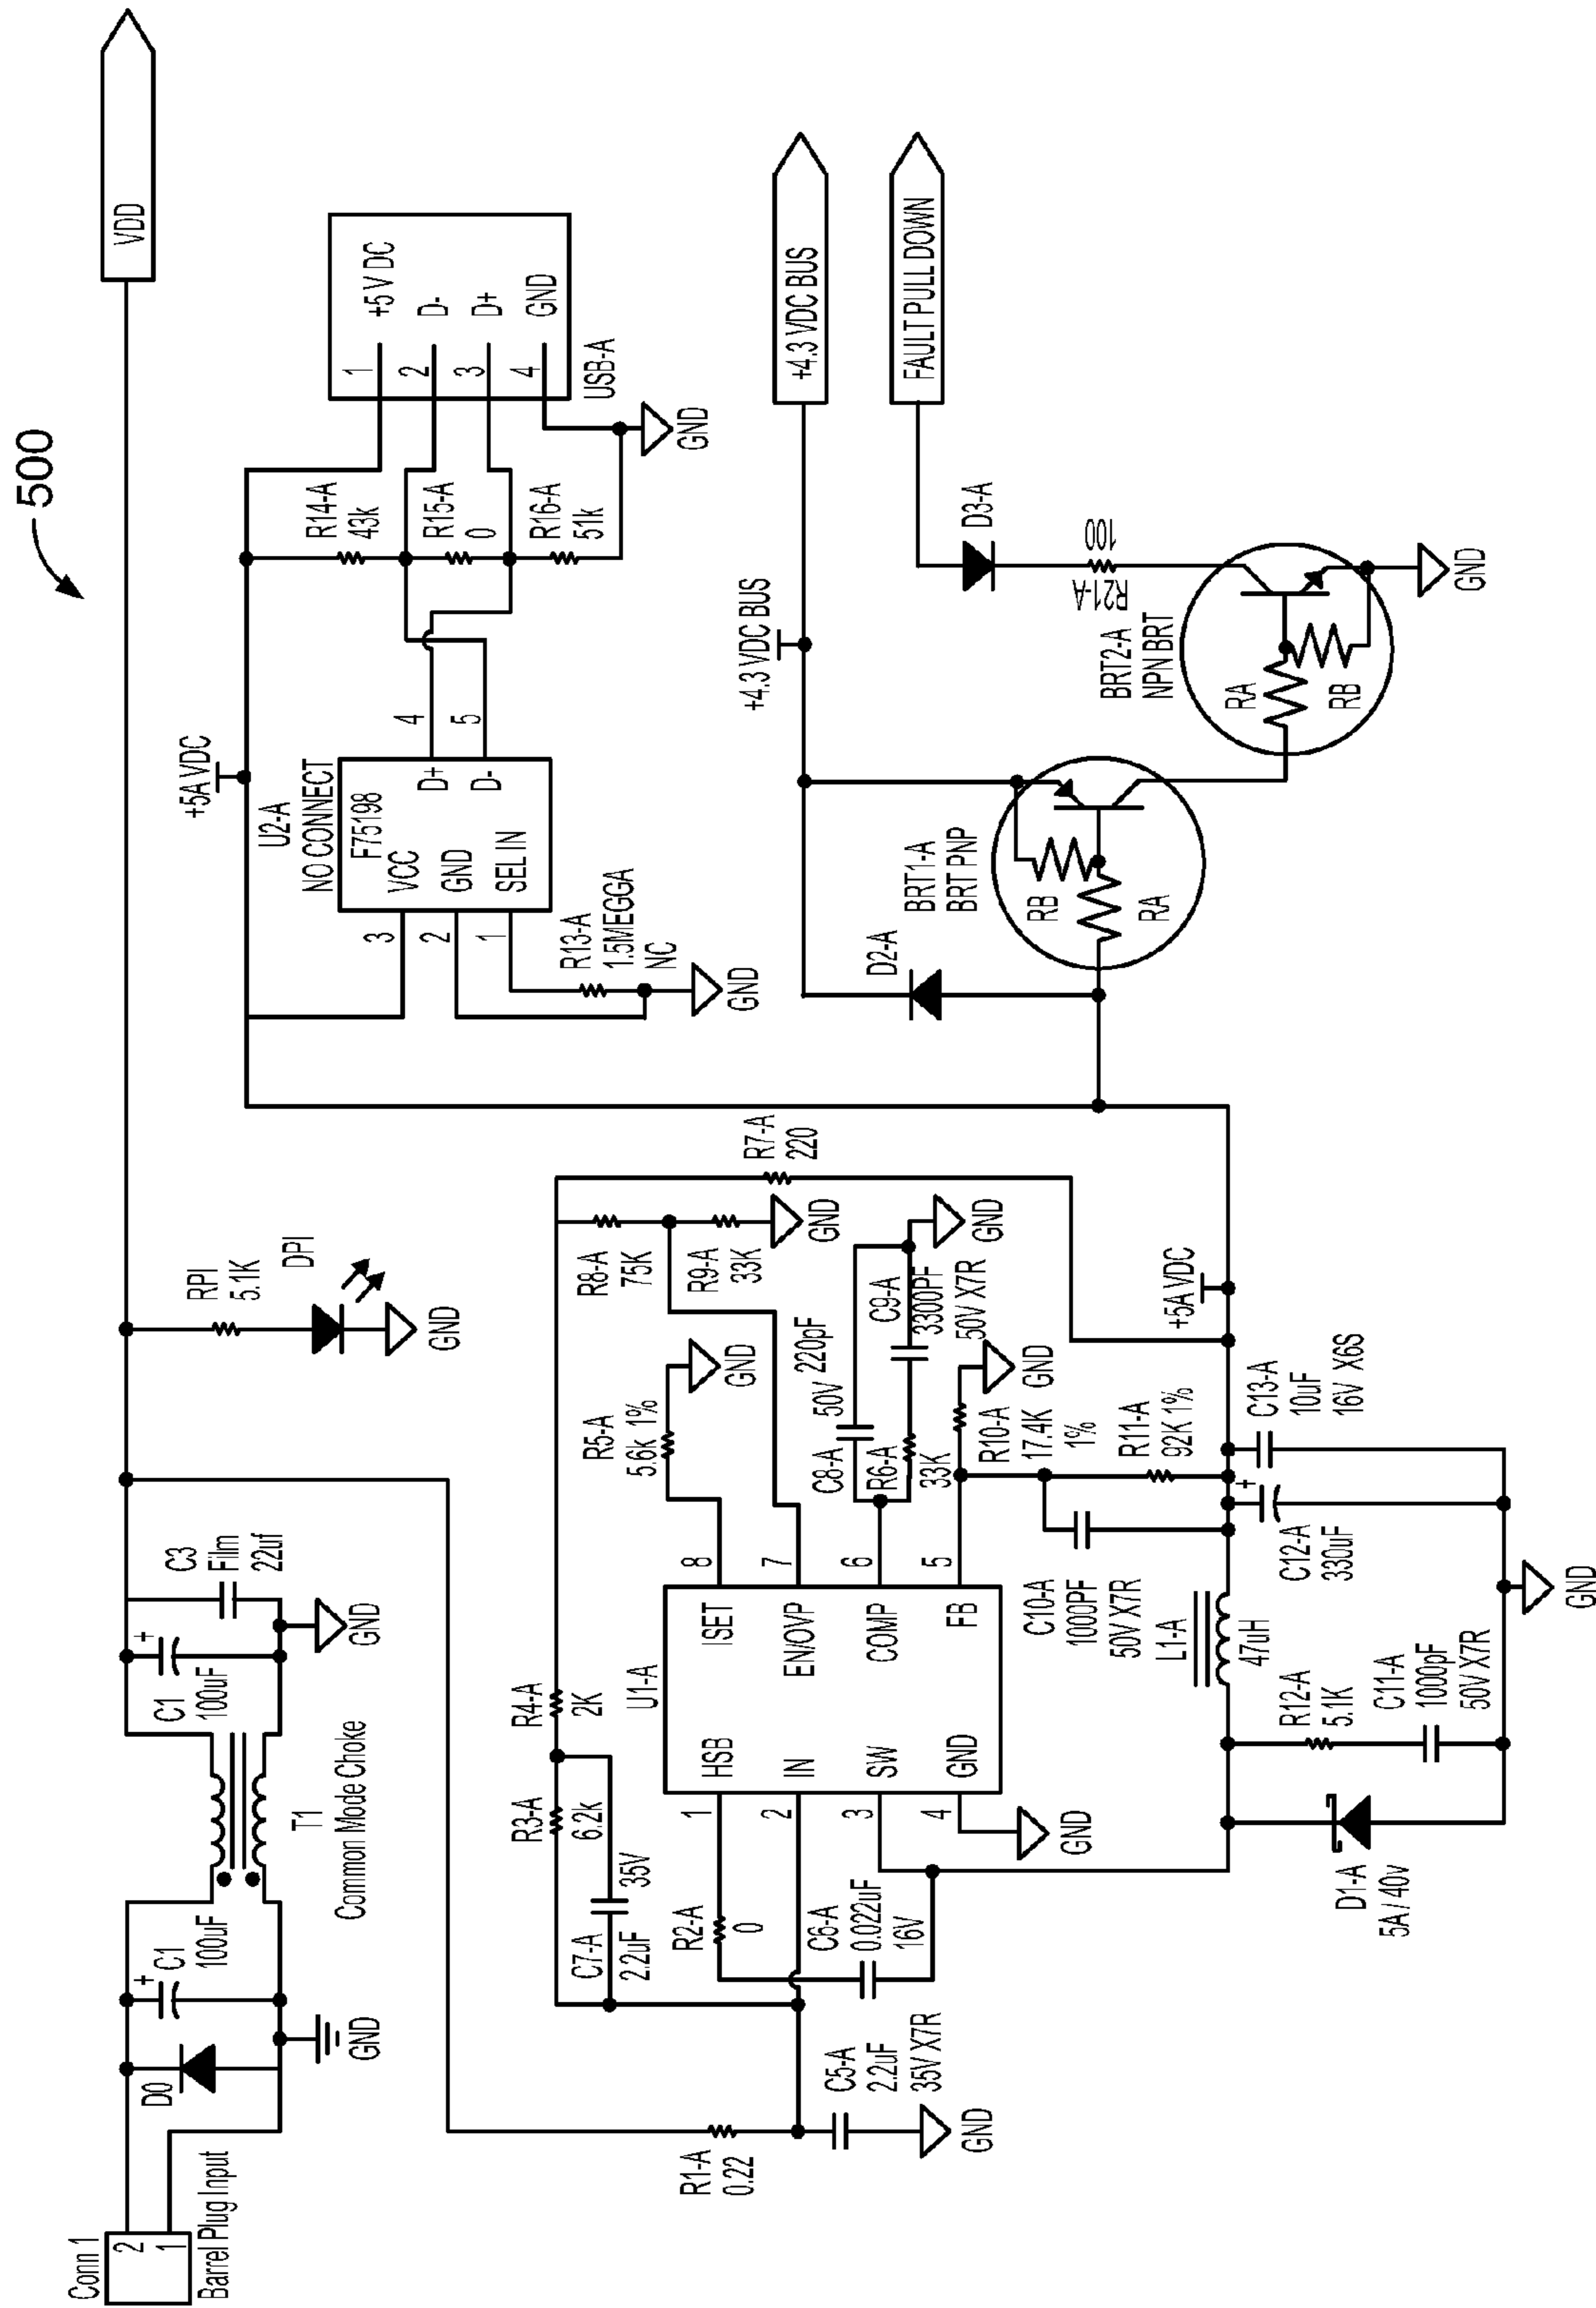 500
Conn 1
2
1
Barrel Plug Input
D0
GND
+
C1
100uF
T1
Common Mode Choke
+
C1
100uF
C3
Film
22uf
GND
RPI
5.1K
DPI
GND
VDD
+5A VDC
U2-A
NO CONNECT
F75198
VCC
GND
SEL IN
D+
D-
3
2
1
4
5
R13-A
1.5MEGGA
NC
GND
R14-A
43k
R15-A
0
R16-A
51k
1
2
3
4
+5 V DC
D-
D+
GND
USB-A
GND
R1-A
0.22
C5-A
2.2uF
35V X7R
GND
R3-A
6.2k
C7-A
2.2uF
35V
R4-A
2K
R2-A
0
C6-A
0.022uF
16V
U1-A
HSB
IN
SW
GND
ISET
EN/OVP
COMP
FB
1
2
3
4
8
7
6
5
GND
R5-A
5.6k 1%
GND
R8-A
75K
R9-A
33K
GND
R7-A
220
C8-A
50V 220pF
R6-A
33K
C9-A
3300PF
50V X7R
GND
R10-A
17.4K
1%
GND
C10-A
1000PF
50V X7R
R11-A
92K 1%
L1-A
47uH
D1-A
5A / 40v
R12-A
5.1K
C11-A
1000pF
50V X7R
+
C12-A
330uF
C13-A
10uF
16V X6S
GND
+5A VDC
D2-A
BRT1-A
BRT PNP
RB
RA
+4.3 VDC BUS
+4.3 VDC BUS
FAULT PULL DOWN
D3-A
R21-A
100
BRT2-A
NPN BRT
RA
RB
GND